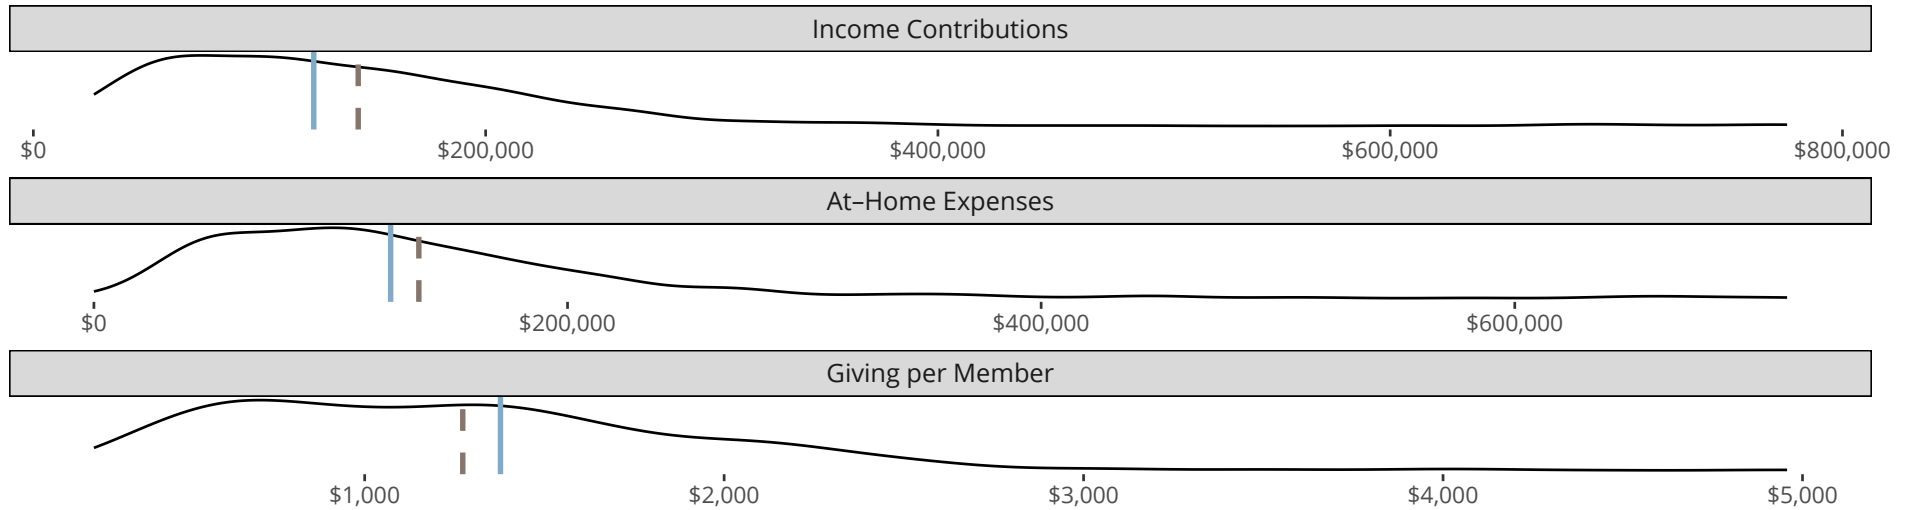 Income Contributions
$0 $200,000 $400,000 $600,000 $800,000
At–Home Expenses
$0 $200,000 $400,000 $600,000
Giving per Member
$1,000 $2,000 $3,000 $4,000 $5,000